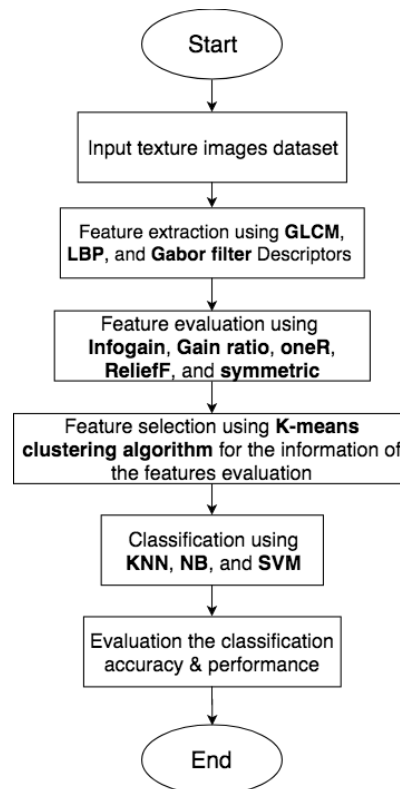 Start
Input texture images dataset
Feature extraction using GLCM,
LBP, and Gabor filter Descriptors
Feature evaluation using
Infogain, Gain ratio, oneR,
ReliefF, and symmetric
Feature selection using K-means
clustering algorithm for the information of
the features evaluation
Classification using
KNN, NB, and SVM
Evaluation the classification
accuracy & performance
End